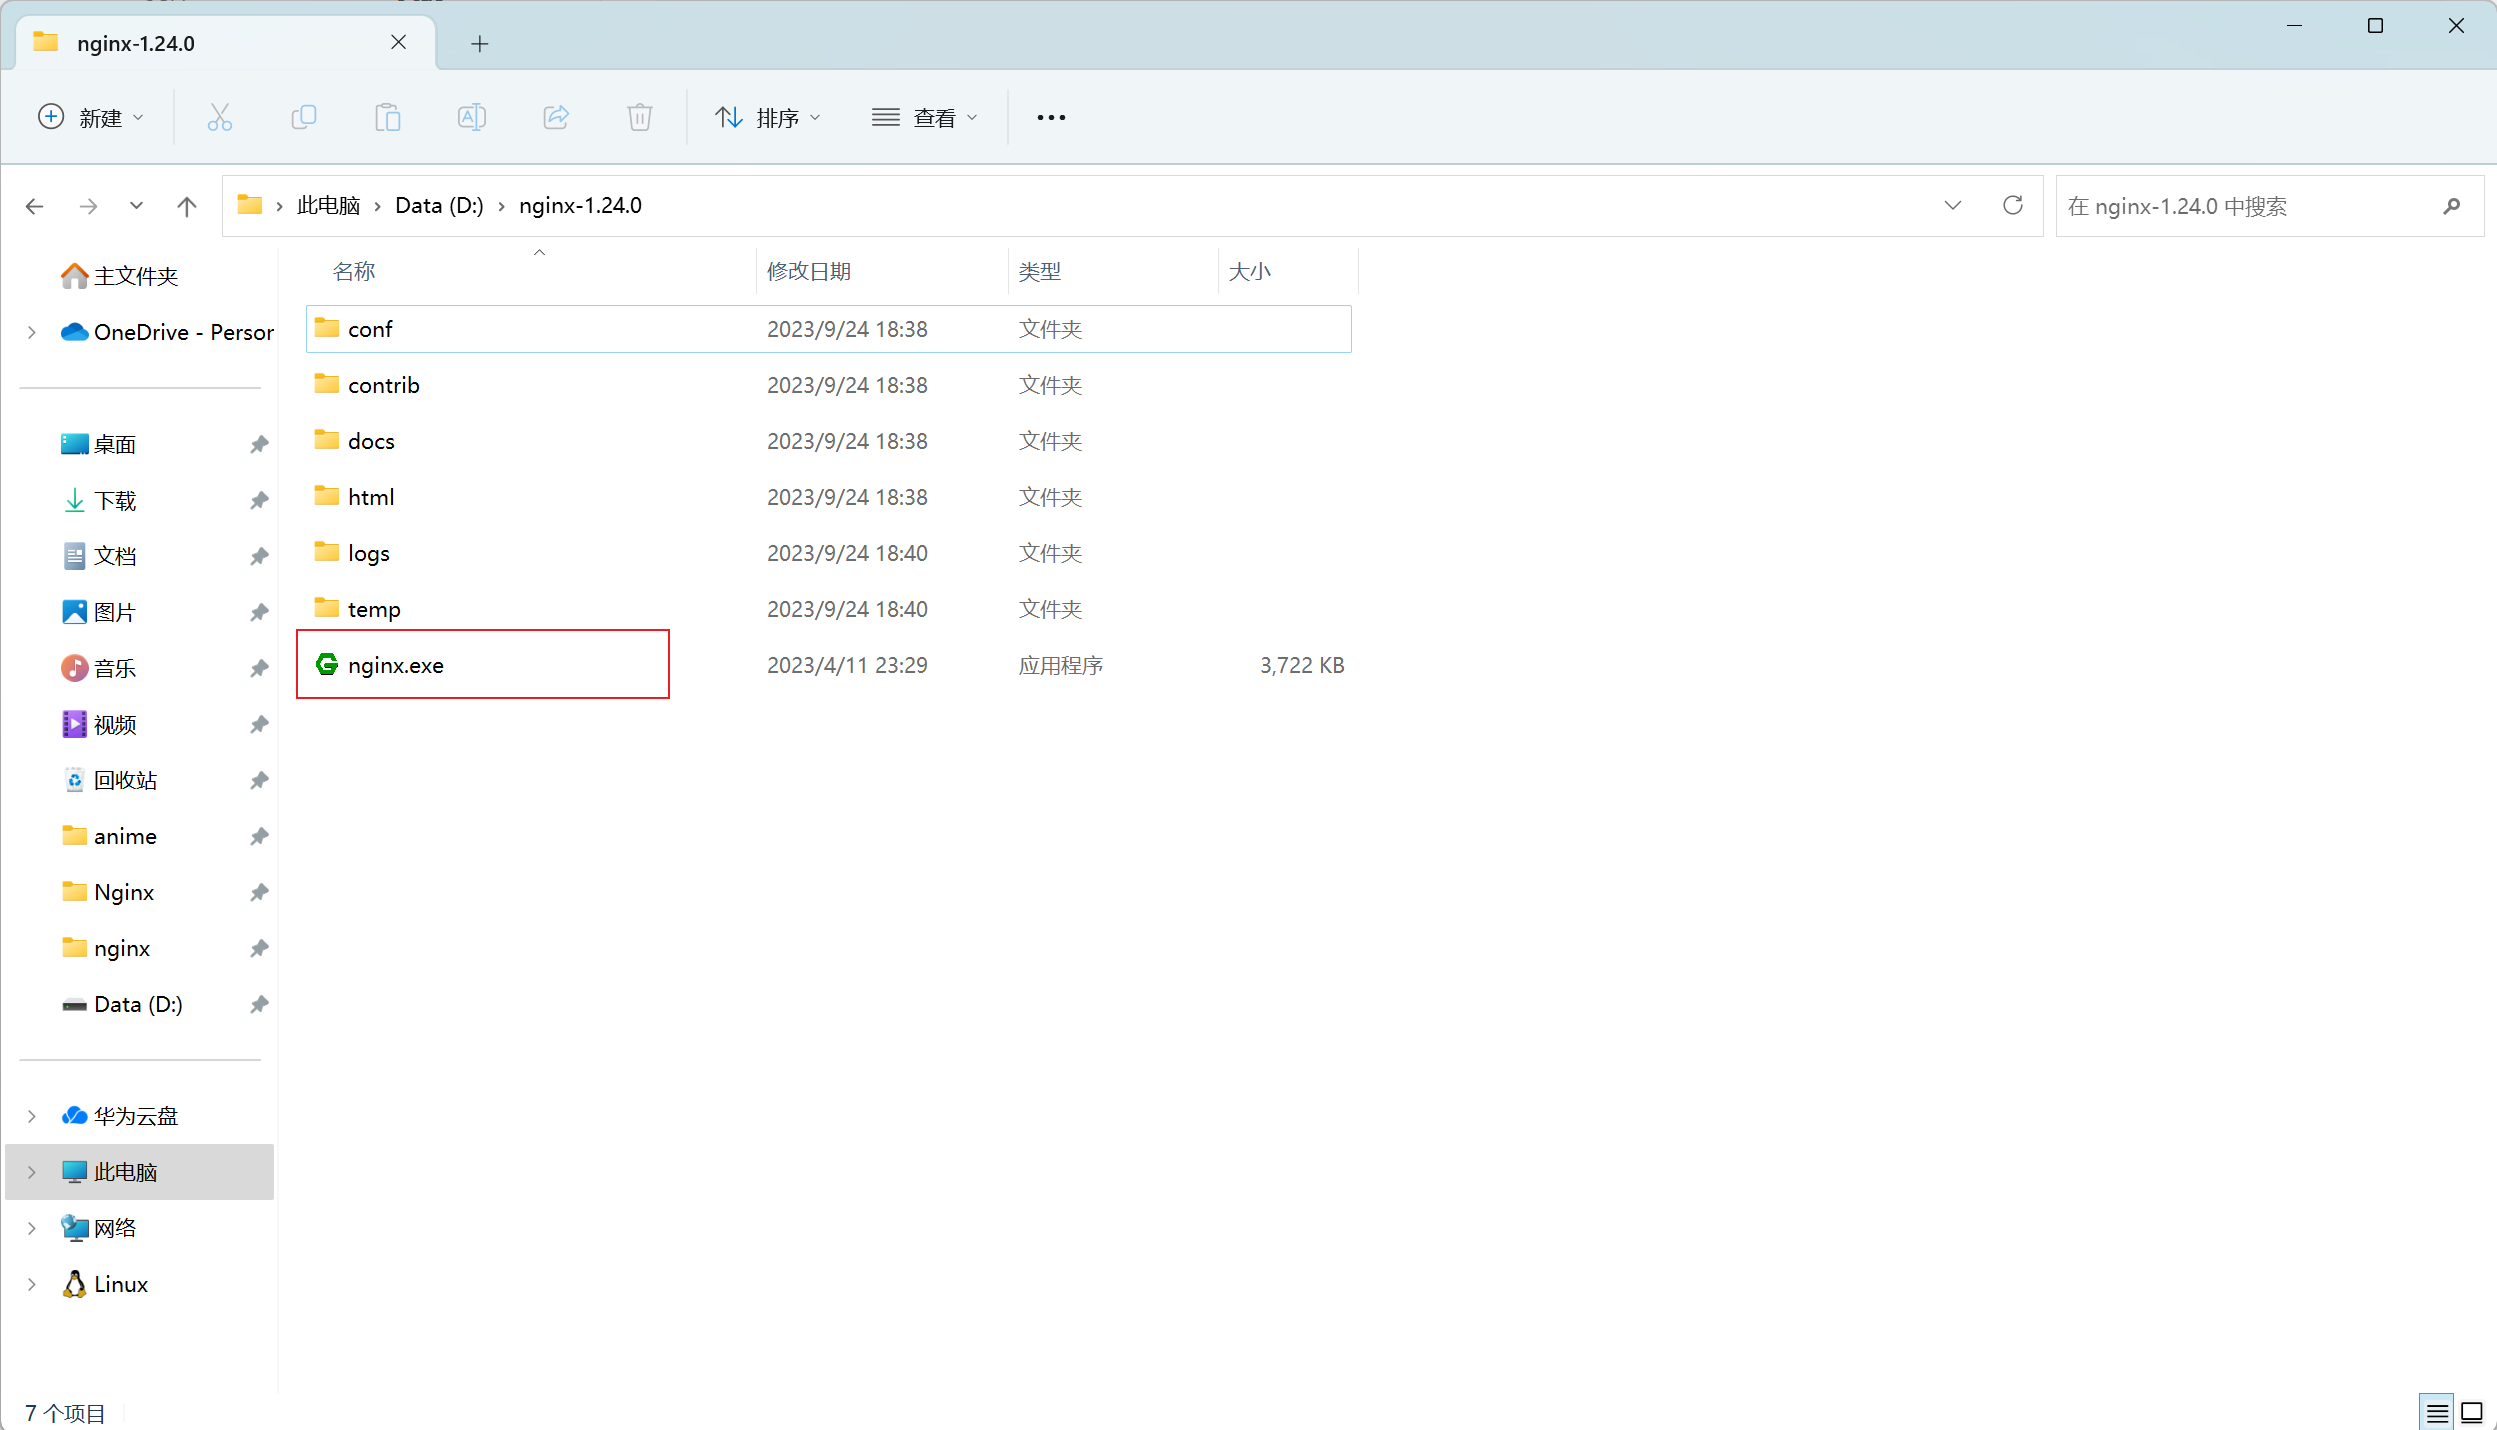 nginx-1.24.0
新建 排序 查看
此电脑 Data (D:) nginx-1.24.0 在 nginx-1.24.0 中搜索
名称 修改日期 类型 大小
主文件夹
OneDrive - Person
桌面
下载
文档
图片
音乐
视频
回收站
anime
Nginx
nginx
Data (D:)
华为云盘
此电脑
网络
Linux
conf 2023/9/24 18:38 文件夹
contrib 2023/9/24 18:38 文件夹
docs 2023/9/24 18:38 文件夹
html 2023/9/24 18:38 文件夹
logs 2023/9/24 18:40 文件夹
temp 2023/9/24 18:40 文件夹
nginx.exe 2023/4/11 23:29 应用程序 3,722 KB
7 个项目